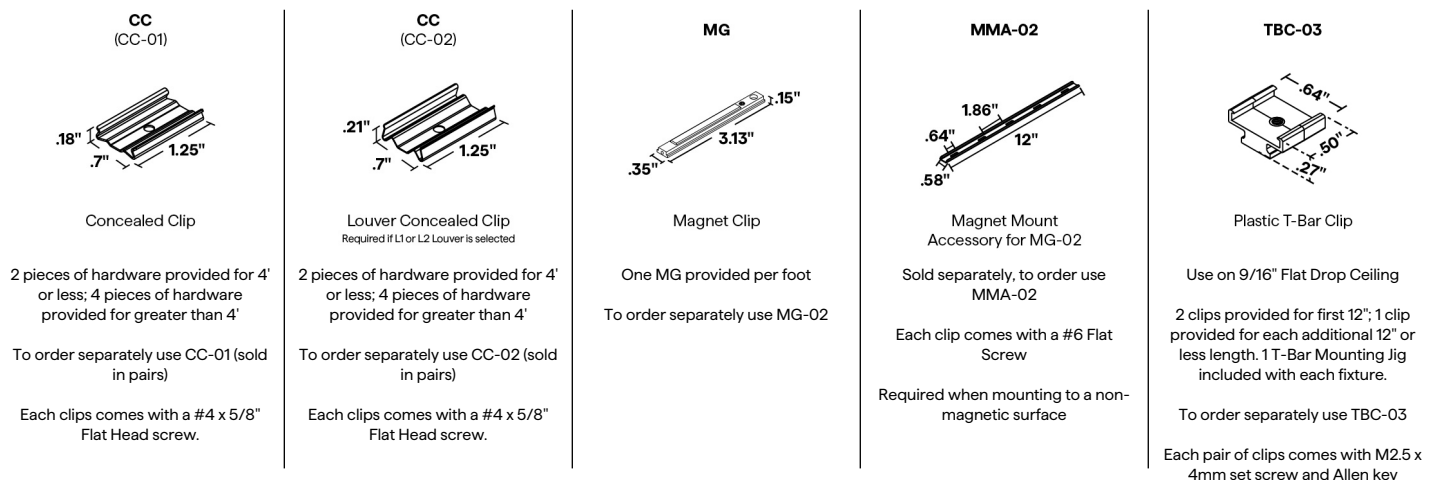 CC
(CC-01)
.18"
.7"
1.25"
Concealed Clip
2 pieces of hardware provided for 4'
or less; 4 pieces of hardware
provided for greater than 4'
To order separately use CC-01 (sold
in pairs)
Each clips comes with a #4 x 5/8"
Flat Head screw.
CC
(CC-02)
.21"
.7"
1.25"
Louver Concealed Clip
Required if L1 or L2 Louver is selected
2 pieces of hardware provided for 4'
or less; 4 pieces of hardware
provided for greater than 4'
To order separately use CC-02 (sold
in pairs)
Each clips comes with a #4 x 5/8"
Flat Head screw.
MG
.15"
3.13"
.35"
Magnet Clip
One MG provided per foot
To order separately use MG-02
MMA-02
1.86"
.64"
12"
.58"
Magnet Mount
Accessory for MG-02
Sold separately, to order use
MMA-02
Each clip comes with a #6 Flat
Screw
Required when mounting to a non-
magnetic surface
TBC-03
.64"
.50"
.27"
Plastic T-Bar Clip
Use on 9/16" Flat Drop Ceiling
2 clips provided for first 12"; 1 clip
provided for each additional 12" or
less length. 1 T-Bar Mounting Jig
included with each fixture.
To order separately use TBC-03
Each pair of clips comes with M2.5 x
4mm set screw and Allen key